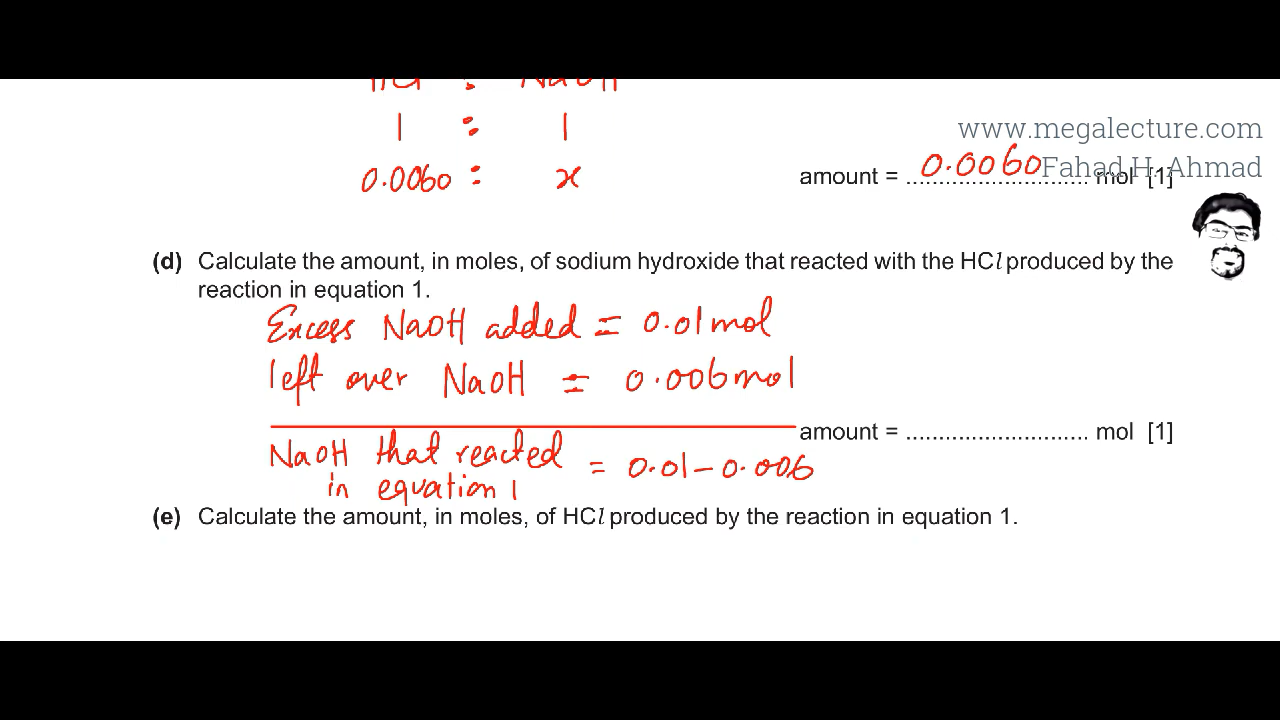 HCl : NaOH
www.megalecture.com
1 : 1
Fahad H. Ahmad
0.0060 : x
amount = 0.0060 mol [1]
(d) Calculate the amount, in moles, of sodium hydroxide that reacted with the HCl produced by the
reaction in equation 1.
Excess NaOH added = 0.01 mol
left over NaOH = 0.006 mol
amount = ........................... mol [1]
NaOH that reacted = 0.01 - 0.006
in equation 1
(e) Calculate the amount, in moles, of HCl produced by the reaction in equation 1.